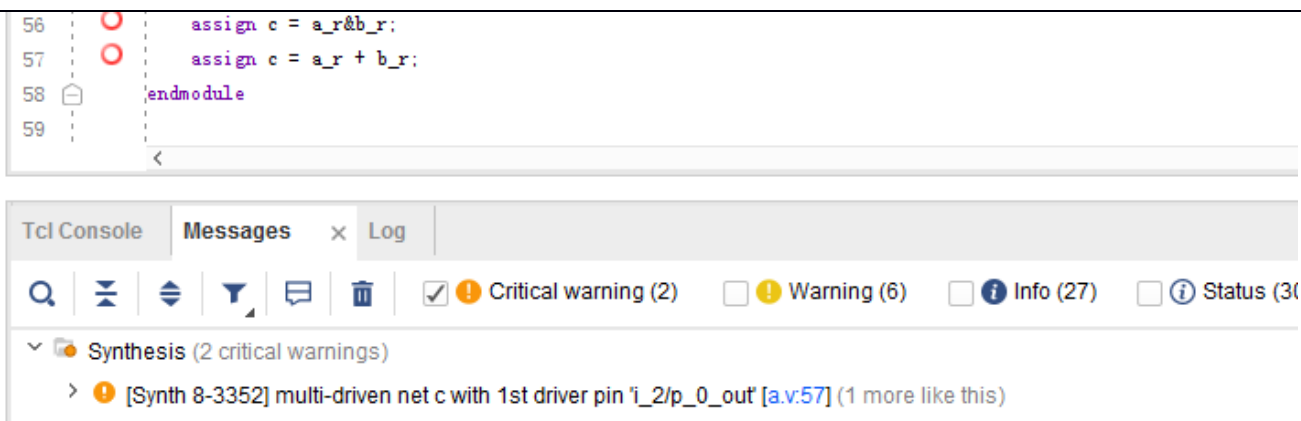 56 assign c = a_r&b_r;
57 assign c = a_r + b_r;
58 endmodule
59
Tcl Console Messages × Log
Critical warning (2) Warning (6) Info (27) Status (30
Synthesis (2 critical warnings)
[Synth 8-3352] multi-driven net c with 1st driver pin 'i_2/p_0_out' [a.v:57] (1 more like this)